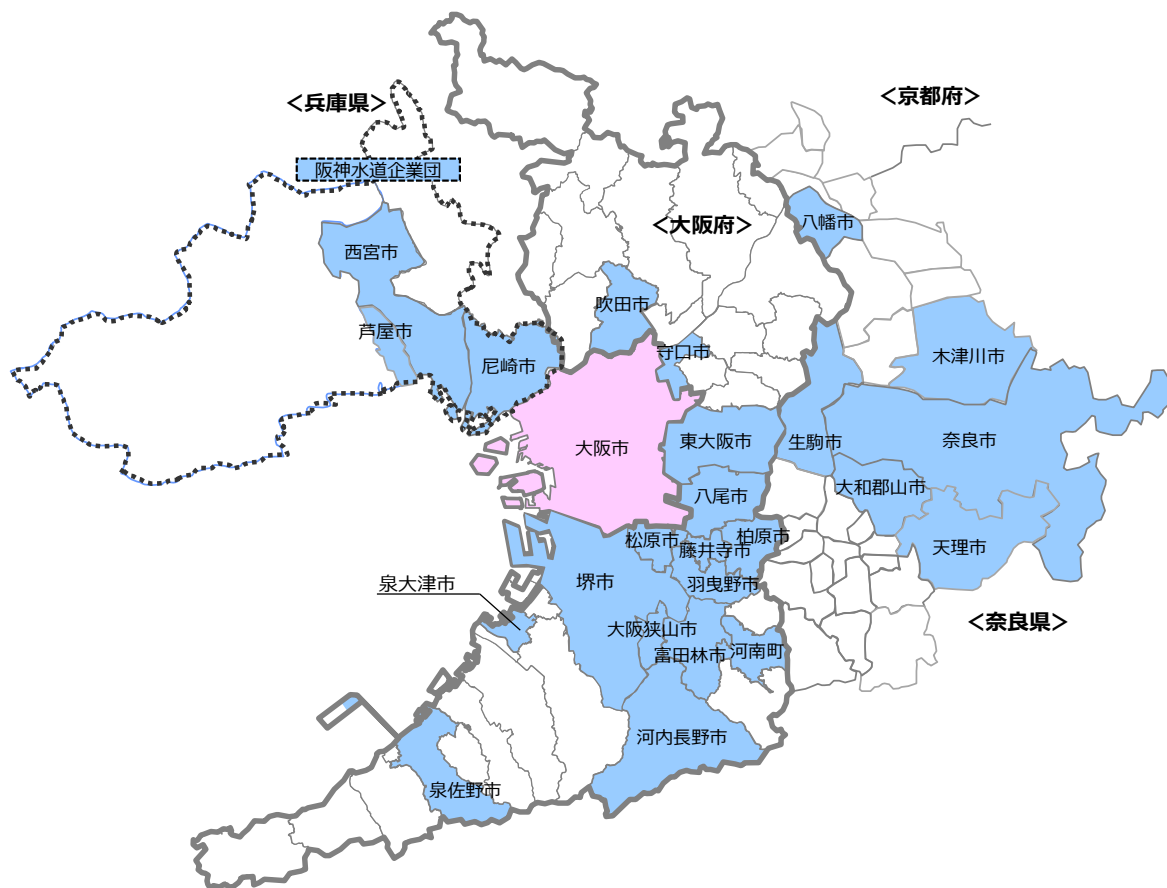 ＜兵庫県＞
＜京都府＞
阪神水道企業団
＜大阪府＞
八幡市
西宮市
吹田市
芦屋市
守口市
尼崎市
木津川市
大阪市
東大阪市
生駒市
奈良市
八尾市
大和郡山市
松原市
藤井寺市
柏原市
天理市
泉大津市
堺市
羽曳野市
＜奈良県＞
大阪狭山市
富田林市
河南町
河内長野市
泉佐野市